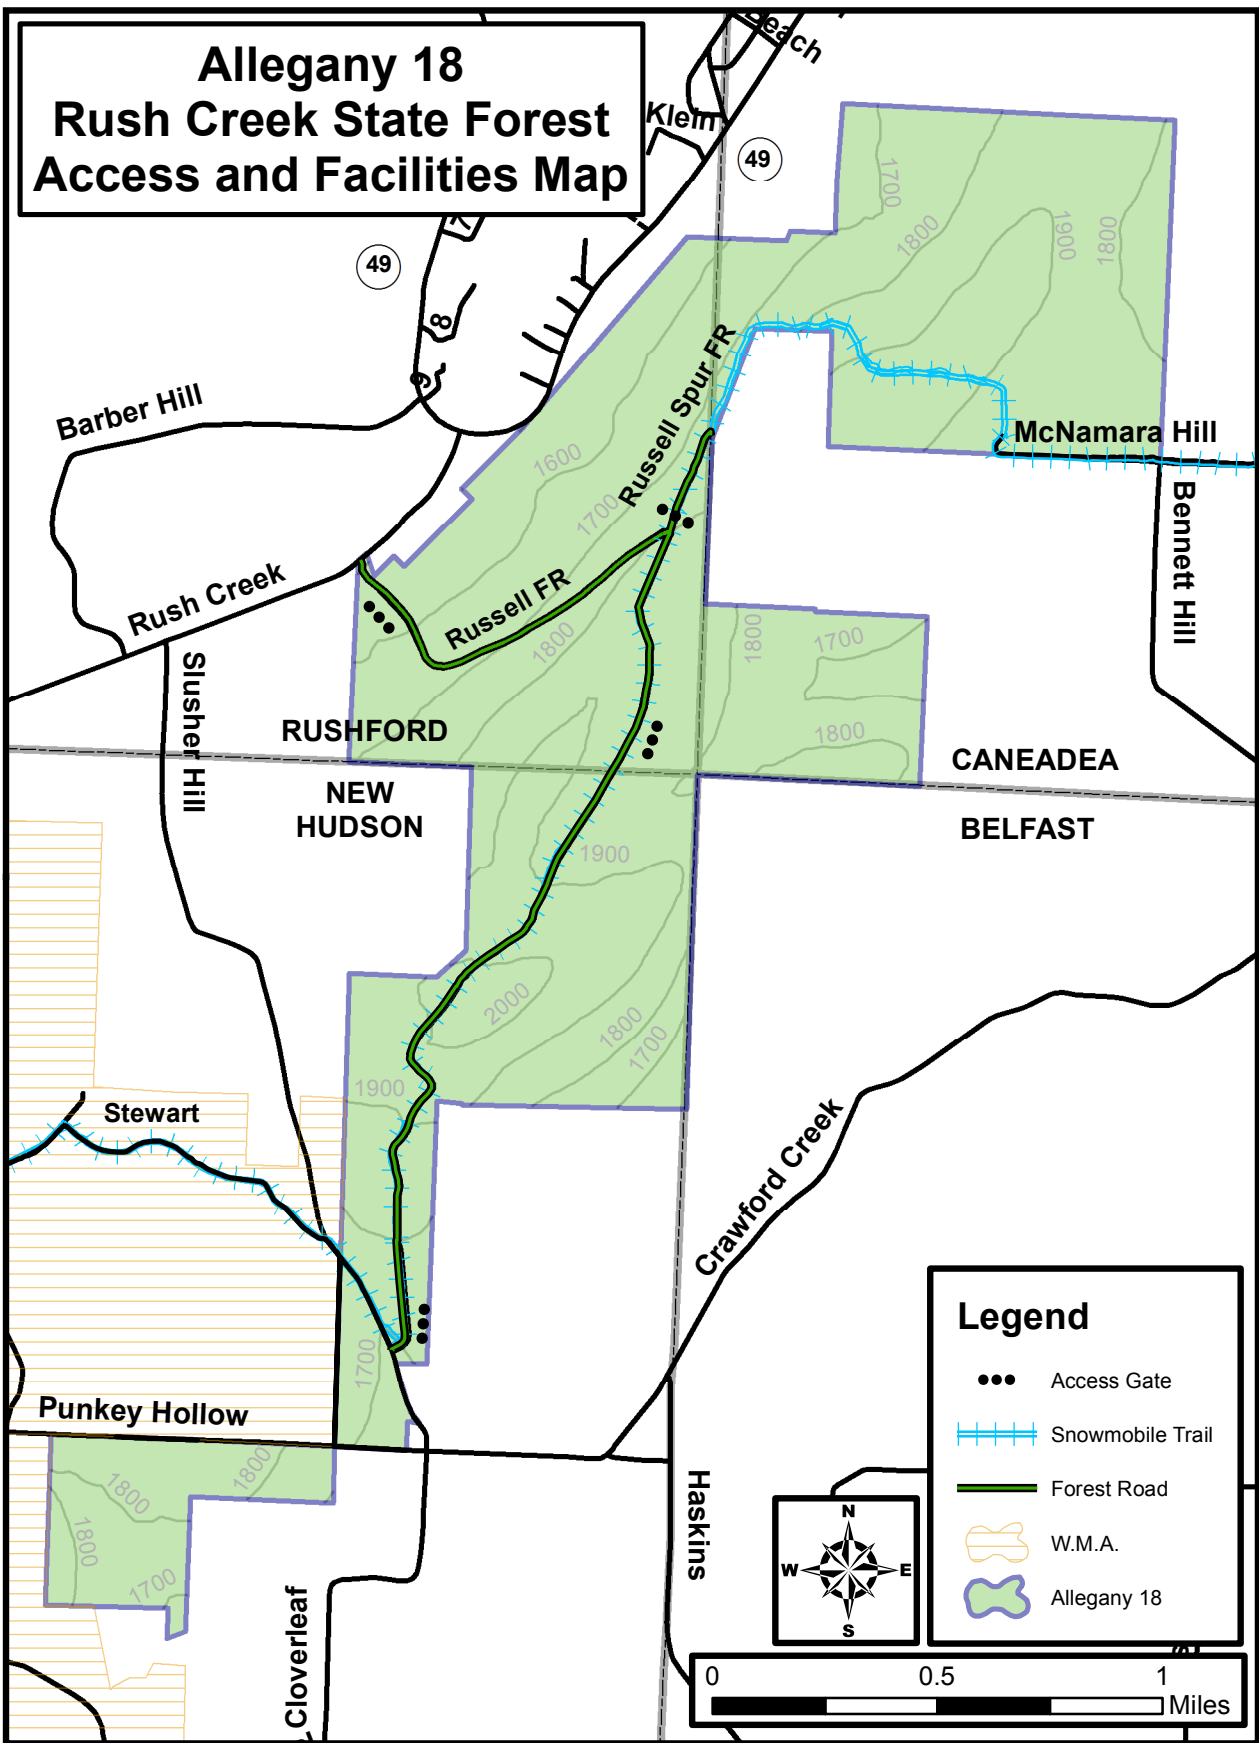 Allegany 18
Rush Creek State Forest
Access and Facilities Map
Beach
Klein
49
49
7
8
9
1700
1800
1900
1800
Barber Hill
Russell Spur FR
1600
1700
McNamara Hill
Bennett Hill
Rush Creek
Russell FR
1800
1800
1700
1800
Slusher Hill
RUSHFORD
NEW
HUDSON
CANEADEA
BELFAST
1900
2000
1800
1700
1900
Stewart
Crawford Creek
1700
Punkey Hollow
1800
1800
1800
1700
Cloverleaf
Haskins
Legend
Access Gate
Snowmobile Trail
Forest Road
W.M.A.
Allegany 18
N
W E
S
0 0.5 1
Miles